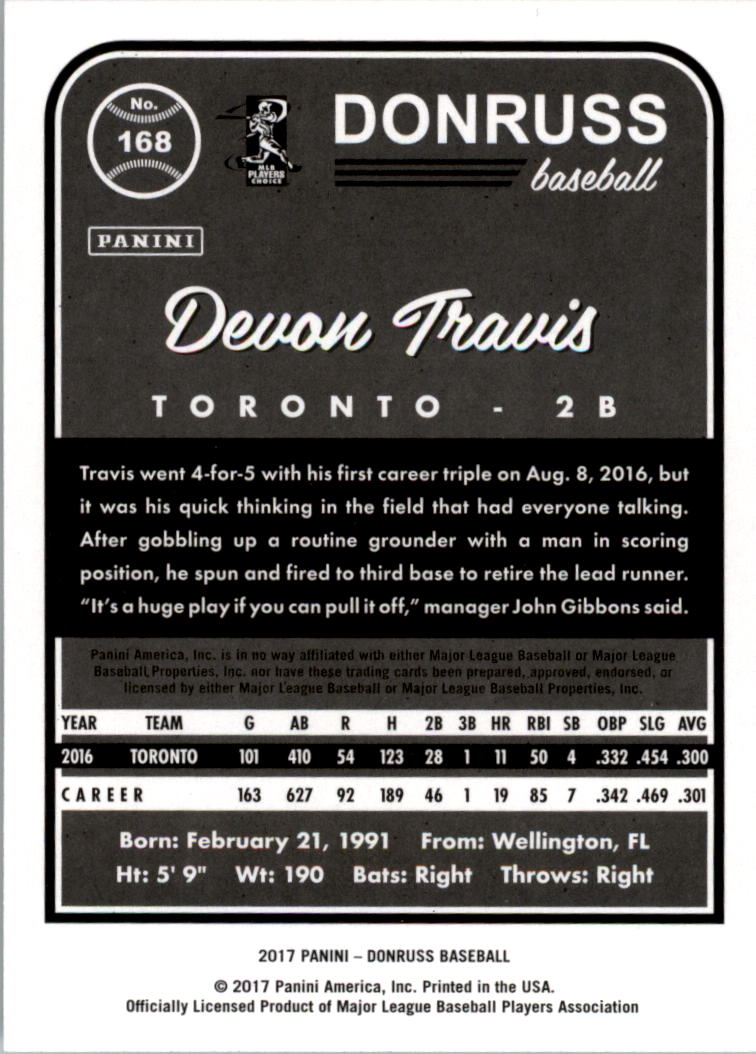 No.
168
MLB
PLAYERS
CHOICE
DONRUSS
baseball
PANINI
Devon Travis
TORONTO - 2B
Travis went 4-for-5 with his first career triple on Aug. 8, 2016, but
it was his quick thinking in the field that had everyone talking.
After gobbling up a routine grounder with a man in scoring
position, he spun and fired to third base to retire the lead runner.
“It’s a huge play if you can pull it off,” manager John Gibbons said.
Panini America, Inc. is in no way affiliated with either Major League Baseball or Major League
Baseball Properties, Inc. nor have these trading cards been prepared, approved, endorsed, or
licensed by either Major League Baseball or Major League Baseball Properties, Inc.
YEAR TEAM G AB R H 2B 3B HR RBI SB OBP SLG AVG
2016 TORONTO 101 410 54 123 28 1 11 50 4 .332 .454 .300
CAREER 163 627 92 189 46 1 19 85 7 .342 .469 .301
Born: February 21, 1991 From: Wellington, FL
Ht: 5' 9" Wt: 190 Bats: Right Throws: Right
2017 PANINI – DONRUSS BASEBALL
© 2017 Panini America, Inc. Printed in the USA.
Officially Licensed Product of Major League Baseball Players Association